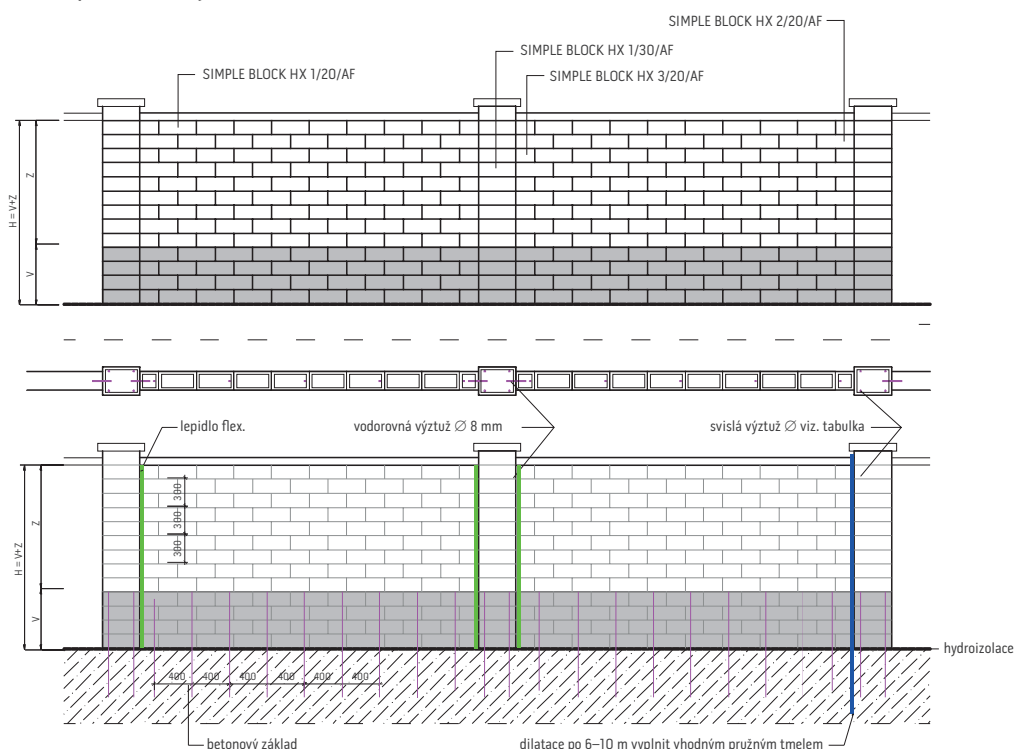 SIMPLE BLOCK HX 2/20/AF
SIMPLE BLOCK HX 1/30/AF
SIMPLE BLOCK HX 1/20/AF
SIMPLE BLOCK HX 3/20/AF
Z
H = V+Z
V
lepidlo flex.
vodorovná výztuž ∅ 8 mm
svislá výztuž ∅ viz. tabulka
300
300
300
Z
H = V+Z
V
hydroizolace
400
400
400
400
400
400
betonový základ
dilatace po 6–10 m vyplnit vhodným pružným tmelem